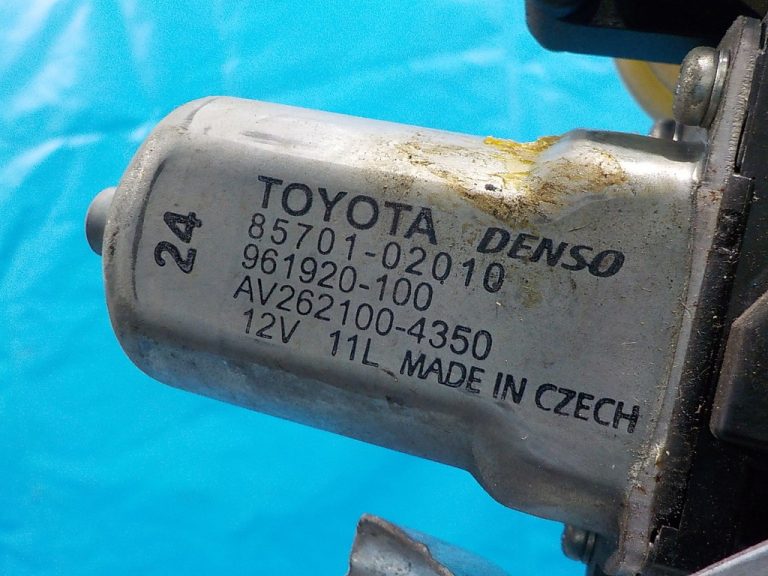 24
TOYOTA DENSO
85701-02010
961920-100
AV262100-4350
12V 11L MADE IN CZECH